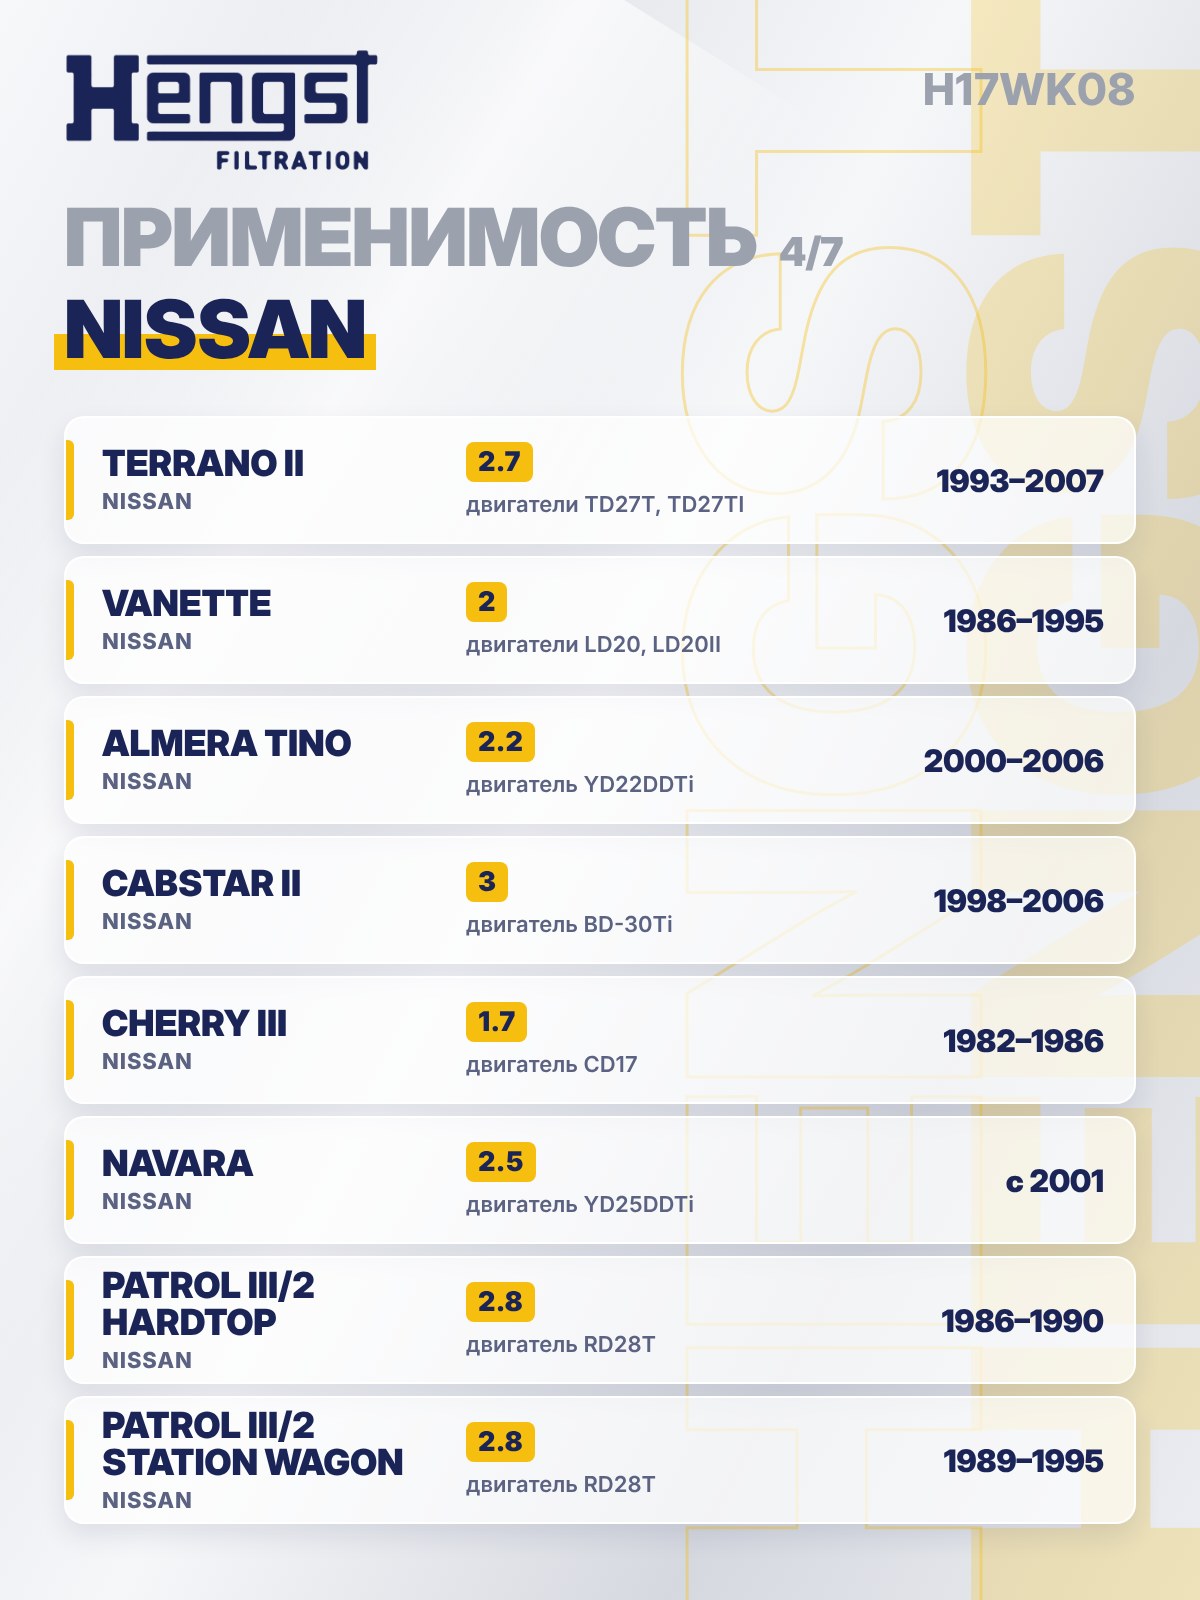 Hengst
FILTRATION
H17WK08
ПРИМЕНИМОСТЬ 4/7
NISSAN
TERRANO II
NISSAN
2.7
двигатели TD27T, TD27TI
1993–2007
VANETTE
NISSAN
2
двигатели LD20, LD20II
1986–1995
ALMERA TINO
NISSAN
2.2
двигатель YD22DDTi
2000–2006
CABSTAR II
NISSAN
3
двигатель BD-30Ti
1998–2006
CHERRY III
NISSAN
1.7
двигатель CD17
1982–1986
NAVARA
NISSAN
2.5
двигатель YD25DDTi
с 2001
PATROL III/2
HARDTOP
NISSAN
2.8
двигатель RD28T
1986–1990
PATROL III/2
STATION WAGON
NISSAN
2.8
двигатель RD28T
1989–1995
HENGST
HENGST